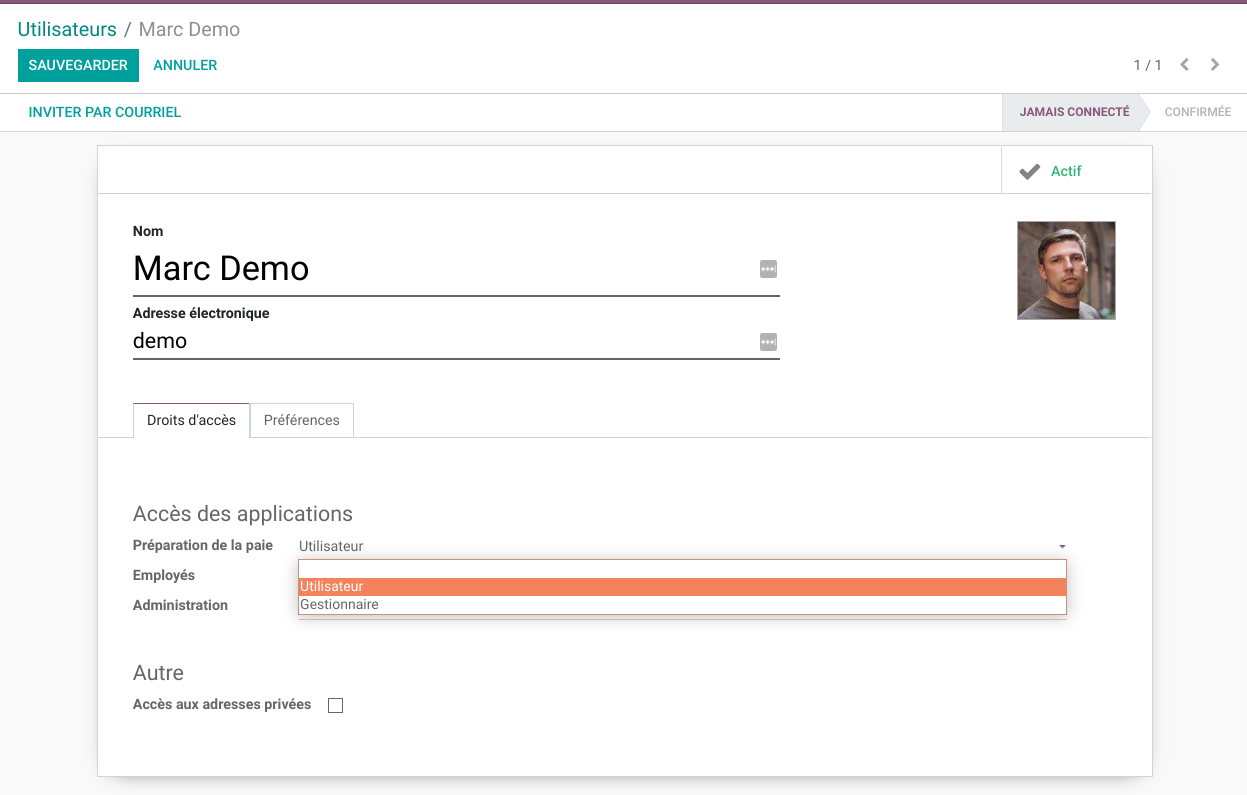 Utilisateurs / Marc Demo
SAUVEGARDER ANNULER 1 / 1
INVITER PAR COURRIEL JAMAIS CONNECTÉ CONFIRMÉE
Actif
Nom
Marc Demo
Adresse électronique
demo
Droits d'accès Préférences
Accès des applications
Préparation de la paie Utilisateur
Employés
Utilisateur
Administration
Gestionnaire
Autre
Accès aux adresses privées